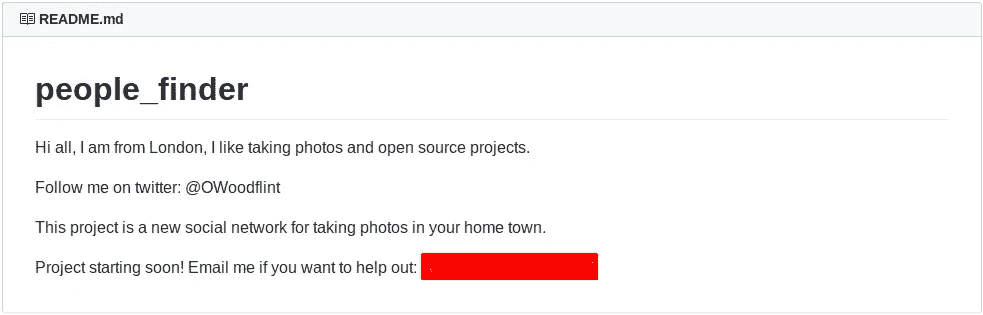 README.md
people_finder
Hi all, I am from London, I like taking photos and open source projects.
Follow me on twitter: @OWoodflint
This project is a new social network for taking photos in your home town.
Project starting soon! Email me if you want to help out: